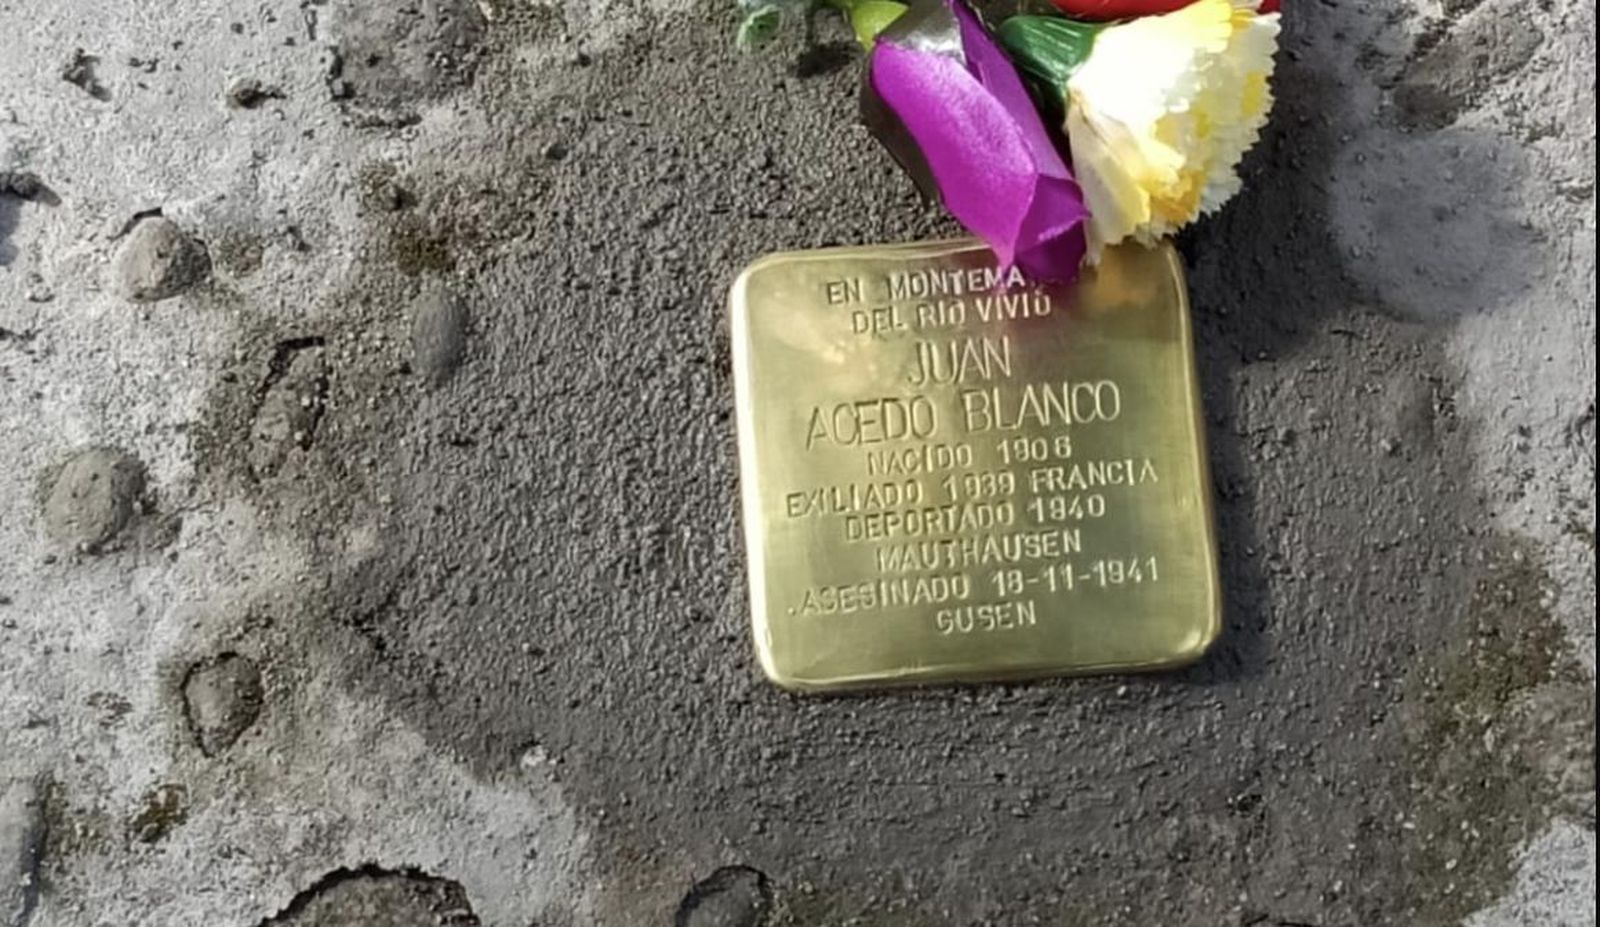 EN MONTEMA
DEL RIO VIVIÓ
JUAN
ACEDO BLANCO
NACIDO 1906
EXILIADO 1939 FRANCIA
DEPORTADO 1940
MAUTHAUSEN
ASESINADO 18-11-1941
GUSEN